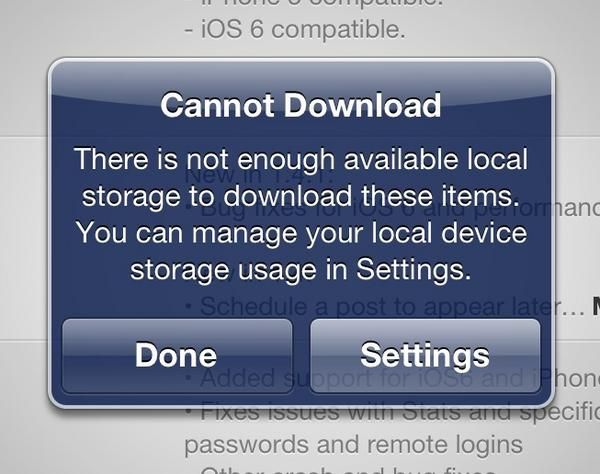 - iPhone 5 compatible.
- iOS 6 compatible.
Cannot Download
There is not enough available local
storage to download these items.
You can manage your local device
storage usage in Settings.
New in 1.4.1:
• Bug fixes for iOS 6 and performanc
• Schedule a post to appear later… M
Done
Settings
• Added support for iOS6 and iPhone
• Fixes issues with Stats and specific
passwords and remote logins
• Other crash and bug fixes